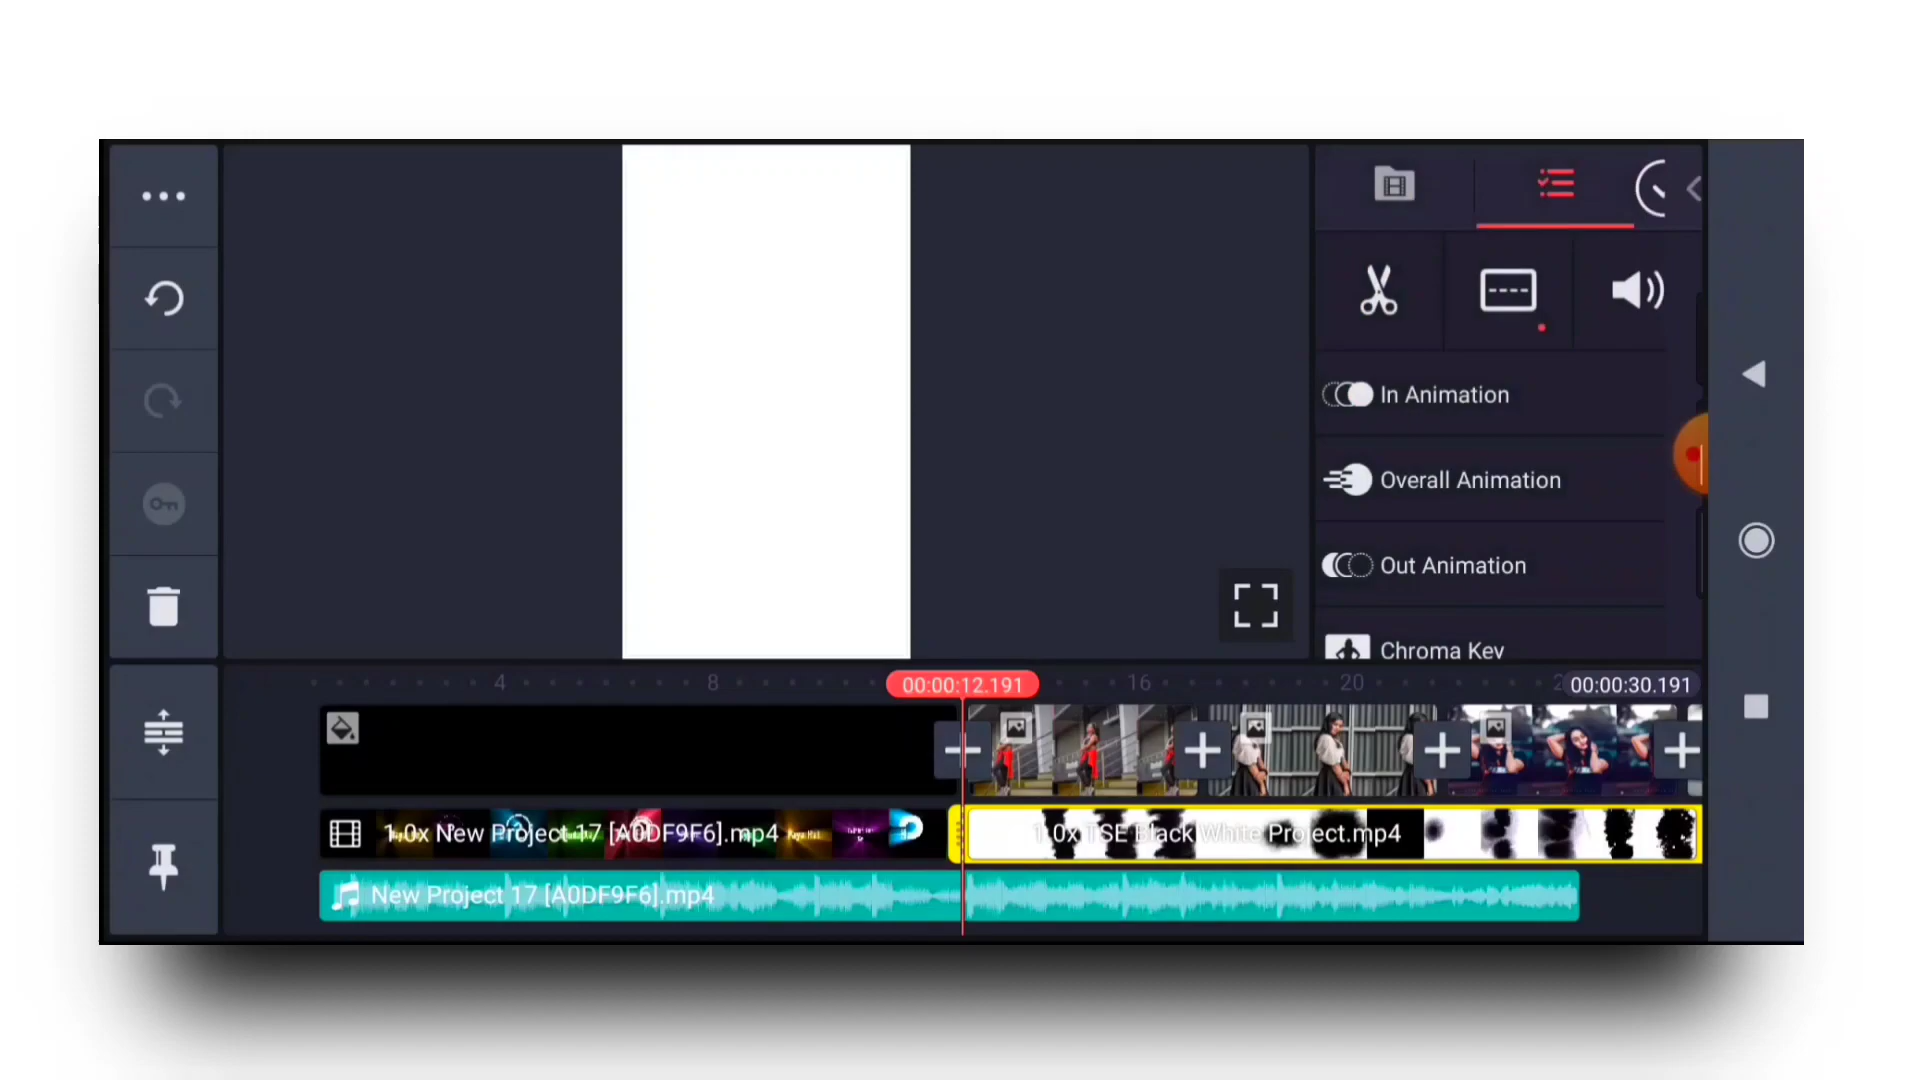 In Animation
Overall Animation
Out Animation
Chroma Key
4
8
00:00:12.191
16
20
00:00:30.191
1.0x New Project 17 [A0DF9F6].mp4
1.0x TSE Black White Project.mp4
New Project 17 [A0DF9F6].mp4